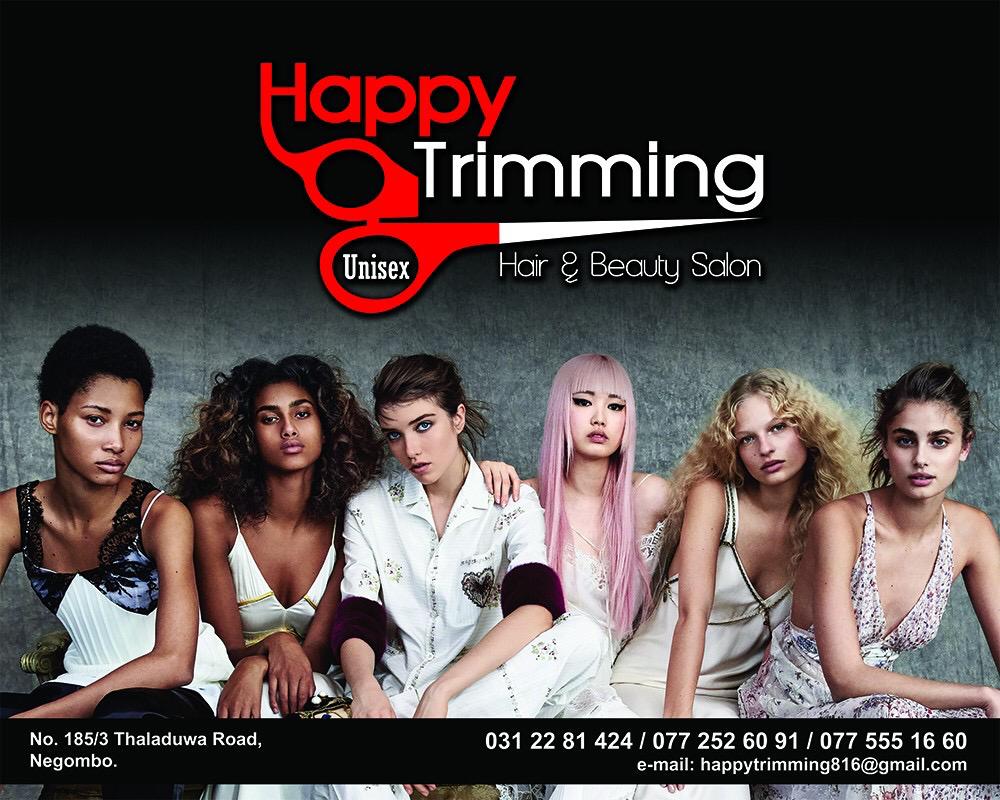 Happy
Trimming
Unisex
Hair & Beauty Salon
No. 185/3 Thaladuwa Road,
Negombo.
031 22 81 424 / 077 252 60 91 / 077 555 16 60
e-mail: happytrimming816@gmail.com